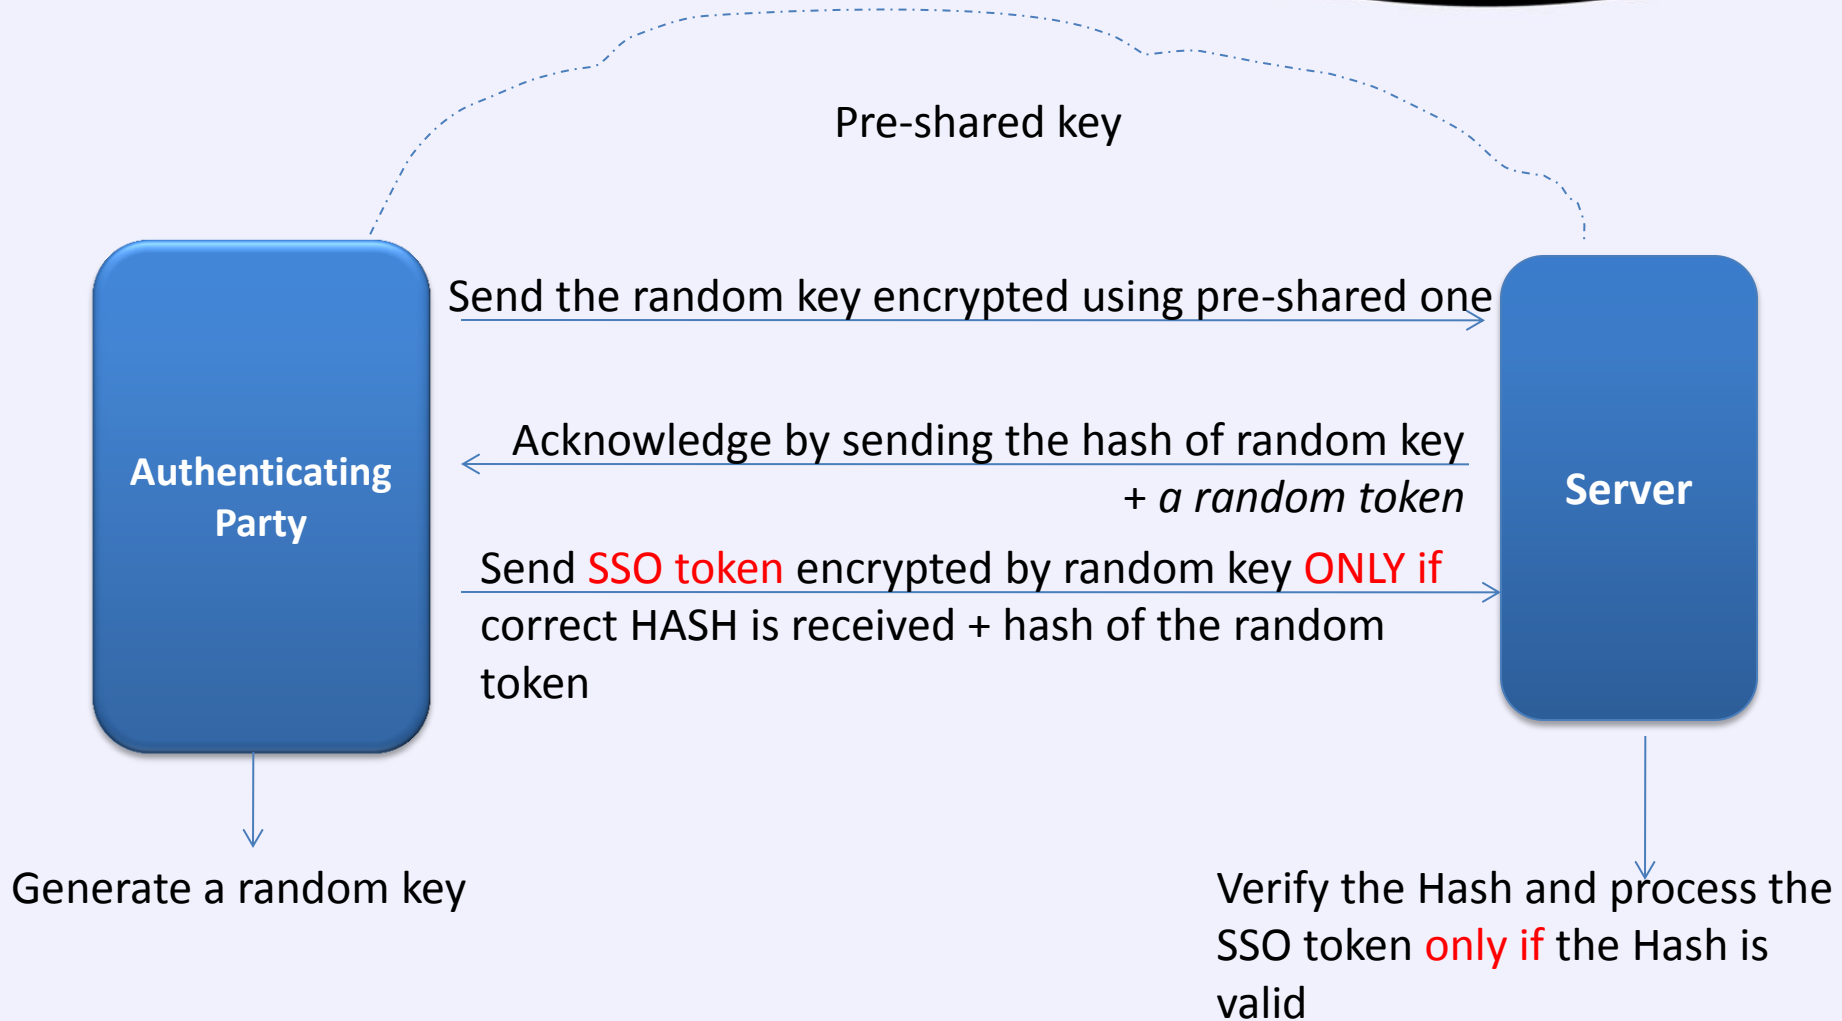 Pre-shared key
Send the random key encrypted using pre-shared one
Acknowledge by sending the hash of random key
+ a random token
Authenticating
Party
Server
Send SSO token encrypted by random key ONLY if
correct HASH is received + hash of the random
token
Generate a random key
Verify the Hash and process the
SSO token only if the Hash is
valid